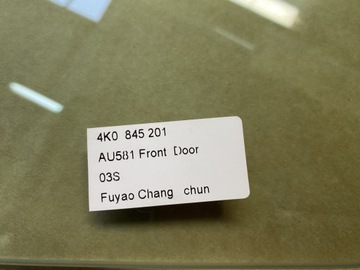 4K0 845 201
AU581 Front Door
03S
Fuyao Chang chun